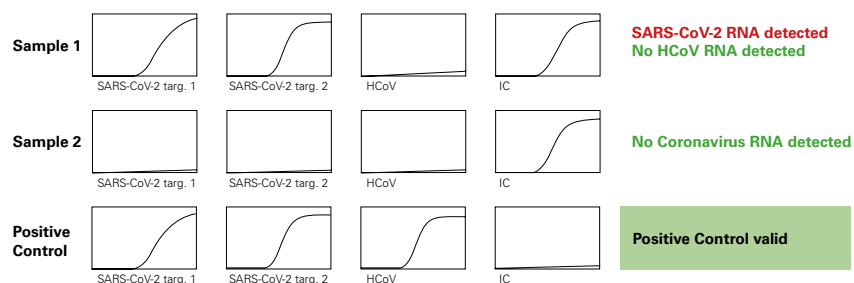 Sample 1
SARS-CoV-2 targ. 1
SARS-CoV-2 targ. 2
HCoV
IC
SARS-CoV-2 RNA detected
No HCoV RNA detected
Sample 2
SARS-CoV-2 targ. 1
SARS-CoV-2 targ. 2
HCoV
IC
No Coronavirus RNA detected
Positive
Control
SARS-CoV-2 targ. 1
SARS-CoV-2 targ. 2
HCoV
IC
Positive Control valid